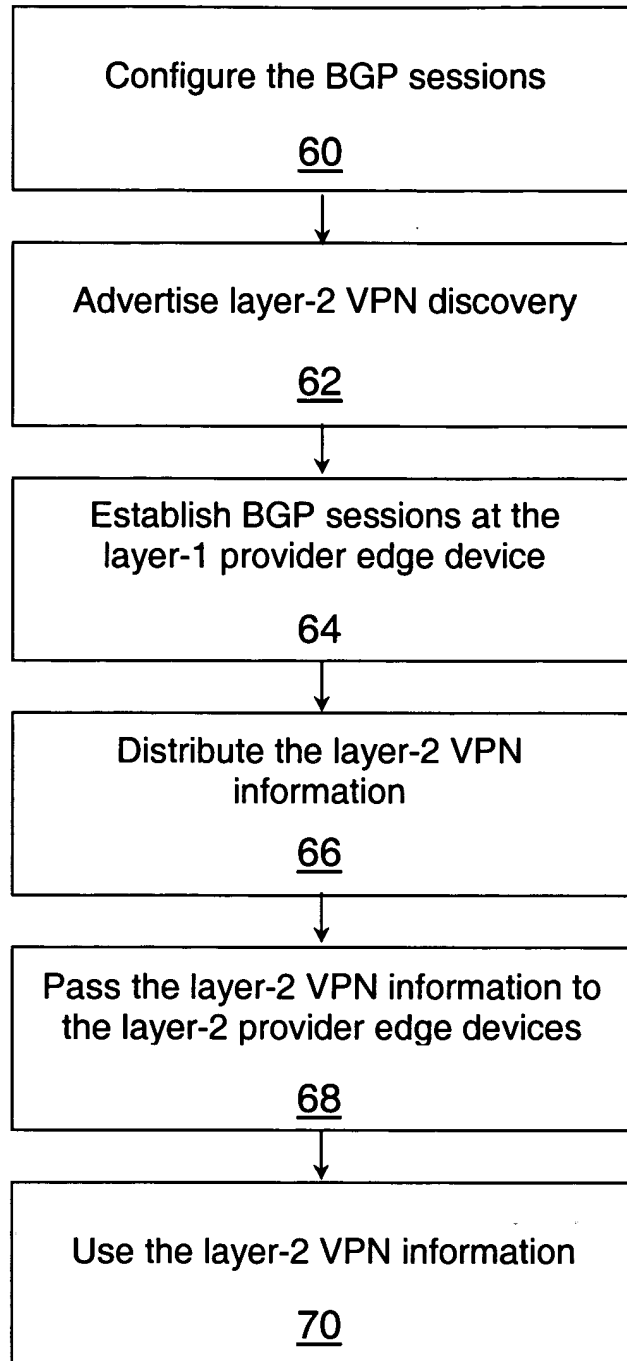 Configure the BGP sessions
60
Advertise layer-2 VPN discovery
62
Establish BGP sessions at the
layer-1 provider edge device
64
Distribute the layer-2 VPN
information
66
Pass the layer-2 VPN information to
the layer-2 provider edge devices
68
Use the layer-2 VPN information
70